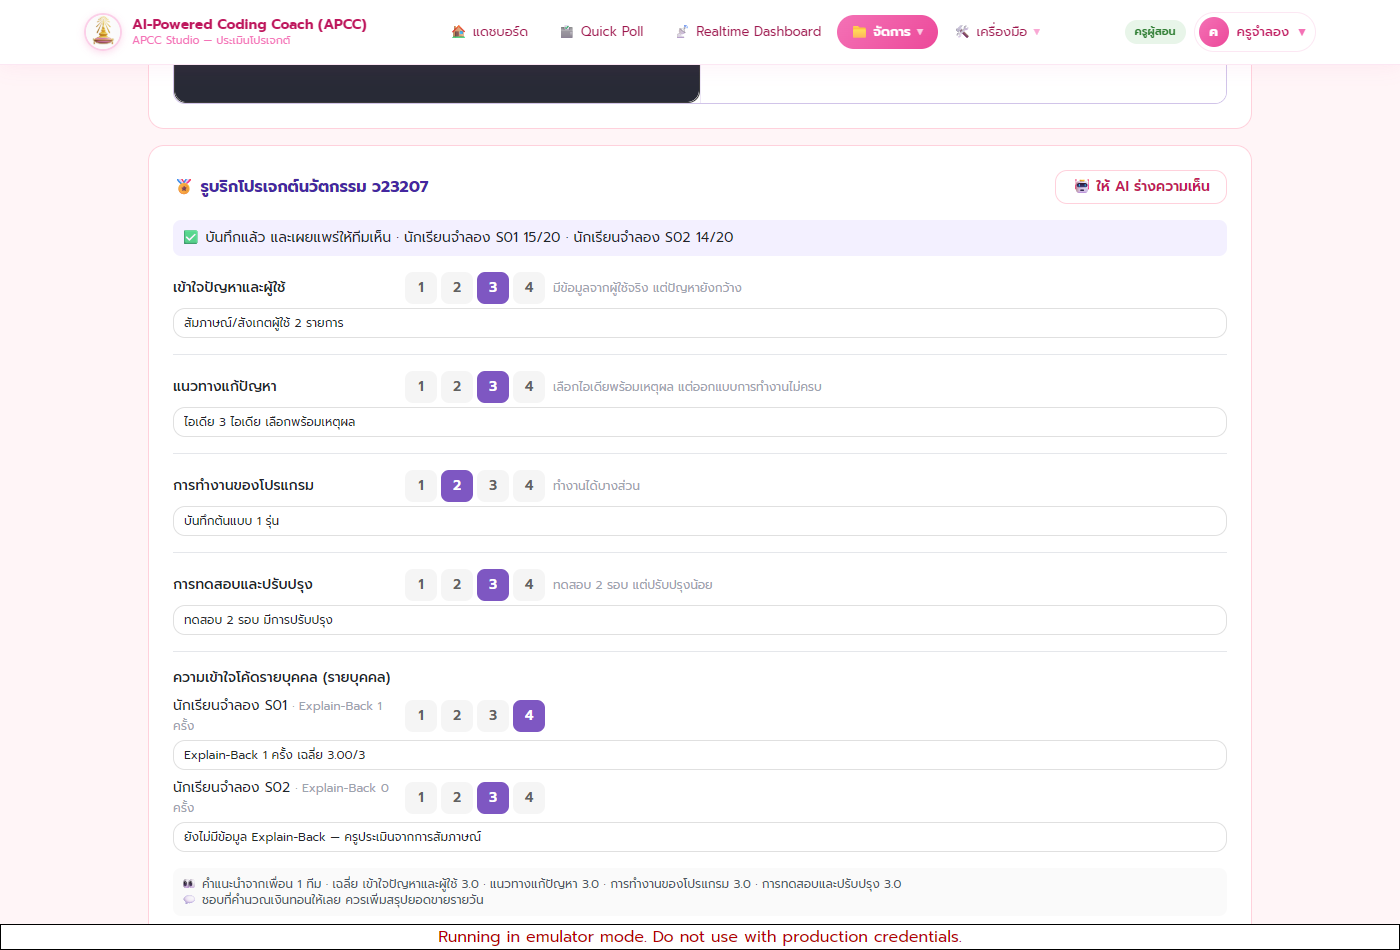 AI-Powered Coding Coach (APCC)
APCC Studio — ประเมินโปรเจกต์
แดชบอร์ด
Quick Poll
Realtime Dashboard
จัดการ ▼
เครื่องมือ ▼
ครูผู้สอน
ค
ครูจำลอง ▼
รูบริกโปรเจกต์นวัตกรรม ว23207
ให้ AI ร่างความเห็น
บันทึกแล้ว และเผยแพร่ให้ทีมเห็น · นักเรียนจำลอง S01 15/20 · นักเรียนจำลอง S02 14/20
เข้าใจปัญหาและผู้ใช้ 1 2 3 4 มีข้อมูลจากผู้ใช้จริง แต่ปัญหายังกว้าง
สัมภาษณ์/สังเกตผู้ใช้ 2 รายการ
แนวทางแก้ปัญหา 1 2 3 4 เลือกไอเดียพร้อมเหตุผล แต่ออกแบบการทำงานไม่ครบ
ไอเดีย 3 ไอเดีย เลือกพร้อมเหตุผล
การทำงานของโปรแกรม 1 2 3 4 ทำงานได้บางส่วน
บันทึกต้นแบบ 1 รุ่น
การทดสอบและปรับปรุง 1 2 3 4 ทดสอบ 2 รอบ แต่ปรับปรุงน้อย
ทดสอบ 2 รอบ มีการปรับปรุง
ความเข้าใจโค้ดรายบุคคล (รายบุคคล)
นักเรียนจำลอง S01 · Explain-Back 1
ครั้ง
1 2 3 4
Explain-Back 1 ครั้ง เฉลี่ย 3.00/3
นักเรียนจำลอง S02 · Explain-Back 0
ครั้ง
1 2 3 4
ยังไม่มีข้อมูล Explain-Back — ครูประเมินจากการสัมภาษณ์
คำแนะนำจากเพื่อน 1 ทีม · เฉลี่ย เข้าใจปัญหาและผู้ใช้ 3.0 · แนวทางแก้ปัญหา 3.0 · การทำงานของโปรแกรม 3.0 · การทดสอบและปรับปรุง 3.0
ชอบที่คำนวณเงินทอนให้เลย ควรเพิ่มสรุปยอดขายรายวัน
Running in emulator mode. Do not use with production credentials.